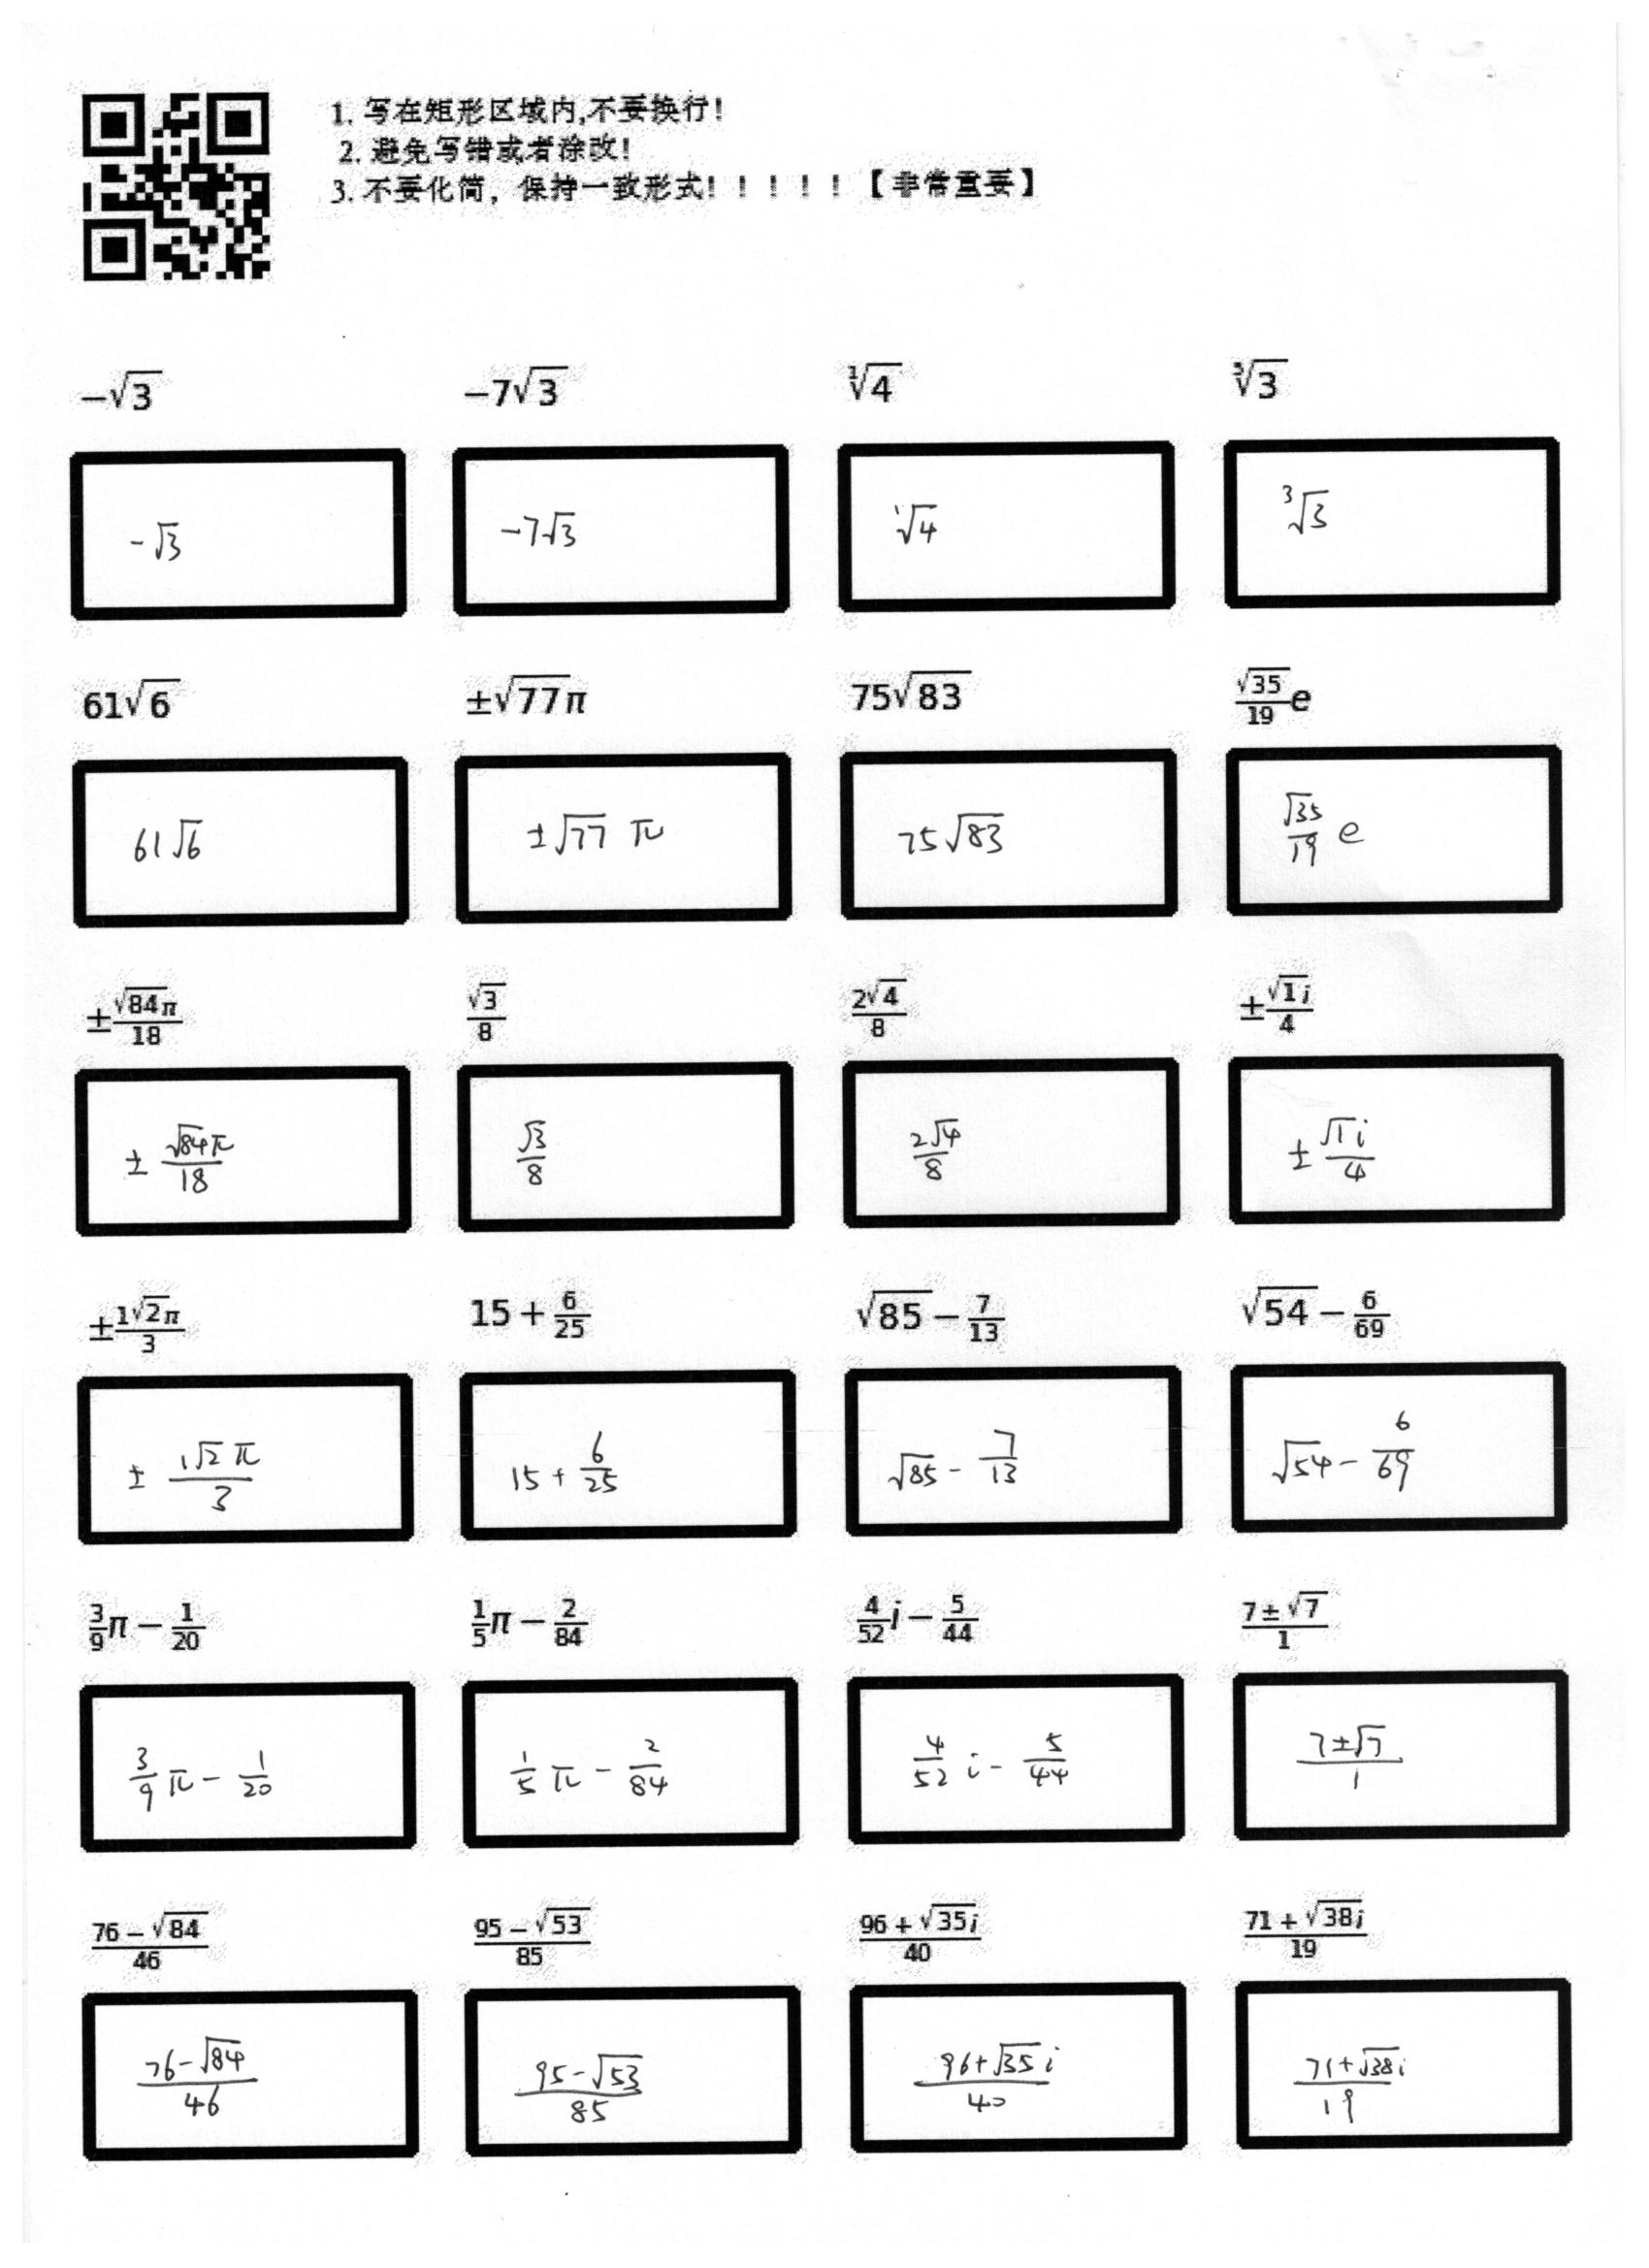 1. 写在矩形区域内,不要换行!
2. 避免写错或者涂改!
3. 不要化简，保持一致形式! ! ! ! !【非常重要】
$-\sqrt{3}$ $-7\sqrt{3}$ $\sqrt[1]{4}$ $\sqrt[3]{3}$
$-\sqrt{3}$ $-7\sqrt{3}$ $\sqrt[1]{4}$ $\sqrt[3]{3}$
$61\sqrt{6}$ $\pm\sqrt{77}\pi$ $75\sqrt{83}$ $\frac{\sqrt{35}}{19}e$
$61\sqrt{6}$ $\pm\sqrt{77}\pi$ $75\sqrt{83}$ $\frac{\sqrt{35}}{19}e$
$\pm\frac{\sqrt{84}\pi}{18}$ $\frac{\sqrt{3}}{8}$ $\frac{2\sqrt{4}}{8}$ $\pm\frac{\sqrt{1}i}{4}$
$\pm\frac{\sqrt{84}\pi}{18}$ $\frac{\sqrt{3}}{8}$ $\frac{2\sqrt{4}}{8}$ $\pm\frac{\sqrt{1}i}{4}$
$\pm\frac{1\sqrt{2}\pi}{3}$ $15+\frac{6}{25}$ $\sqrt{85}-\frac{7}{13}$ $\sqrt{54}-\frac{6}{69}$
$\pm\frac{1\sqrt{2}\pi}{3}$ $15+\frac{6}{25}$ $\sqrt{85}-\frac{7}{13}$ $\sqrt{54}-\frac{6}{69}$
$\frac{3}{9}\pi-\frac{1}{20}$ $\frac{1}{5}\pi-\frac{2}{84}$ $\frac{4}{52}i-\frac{5}{44}$ $\frac{7\pm\sqrt{7}}{1}$
$\frac{3}{9}\pi-\frac{1}{20}$ $\frac{1}{5}\pi-\frac{2}{84}$ $\frac{4}{52}i-\frac{5}{44}$ $\frac{7\pm\sqrt{7}}{1}$
$\frac{76-\sqrt{84}}{46}$ $\frac{95-\sqrt{53}}{85}$ $\frac{96+\sqrt{35}i}{40}$ $\frac{71+\sqrt{38}i}{19}$
$\frac{76-\sqrt{84}}{46}$ $\frac{95-\sqrt{53}}{85}$ $\frac{96+\sqrt{35}i}{40}$ $\frac{71+\sqrt{38}i}{19}$